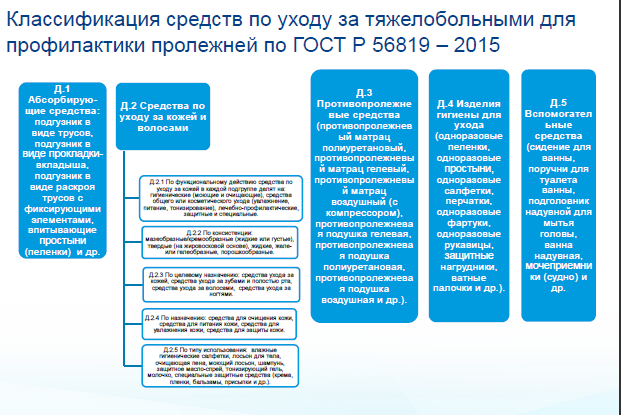 Классификация средств по уходу за тяжелобольными для
профилактики пролежней по ГОСТ Р 56819 – 2015
Д.1
Абсорбирую-
щие средства:
подгузник в
виде трусов,
подгузник в
виде прокладки-
вкладыша,
подгузник в
виде раскроя
трусов с
фиксирующими
элементами,
впитывающие
простыни
(пеленки) и др.
Д.2 Средства по
уходу за кожей и
волосами
Д.2.1 По функциональному действию средства по
уходу за кожей в каждой подгруппе делят на:
гигиенические (моющие и очищающие), средства
общего или косметического ухода (увлажнение,
питание, тонизирование), лечебно-профилактические,
защитные и специальные.
Д.2.2 По консистенции:
мазеобразные/кремообразные (жидкие или густые),
твердые (на жировосковой основе), жидкие, желе-
или гелеобразные, порошкообразные.
Д.2.3 По целевому назначению: средства ухода за
кожей, средства ухода за зубами и полостью рта,
средства ухода за волосами, средства ухода за
ногтями.
Д.2.4 По назначению: средства для очищения кожи,
средства для питания кожи, средства для
увлажнения кожи, средства для защиты кожи.
Д.2.5 По типу использования: влажные
гигиенические салфетки, лосьон для тела,
очищающая пена, моющий лосьон, шампунь,
защитное масло-спрей, тонизирующий гель,
молочко, специальные защитные средства (крема,
пленки, бальзамы, присыпки и др.).
Д.3
Противопролежне
вые средства
(противопролежнев
ый матрац
полиуретановый,
противопролежневы
й матрац гелевый,
противопролежневы
й матрац
воздушный (с
компрессором),
противопролежнева
я подушка гелевая,
противопролежнева
я подушка
полиуретановая,
противопролежнева
я подушка
воздушная и др.).
Д.4 Изделия
гигиены для
ухода
(одноразовые
пеленки,
одноразовые
простыни,
одноразовые
салфетки,
перчатки,
одноразовые
фартуки,
одноразовые
рукавицы,
защитные
нагрудники,
ватные
палочки и др.).
Д.5
Вспомогател
ьные
средства
(сидение для
ванны,
поручни для
туалета
ванны,
подголовник
надувной для
мытья
головы,
ванна
надувная,
мочеприемни
ки (судно) и
др.